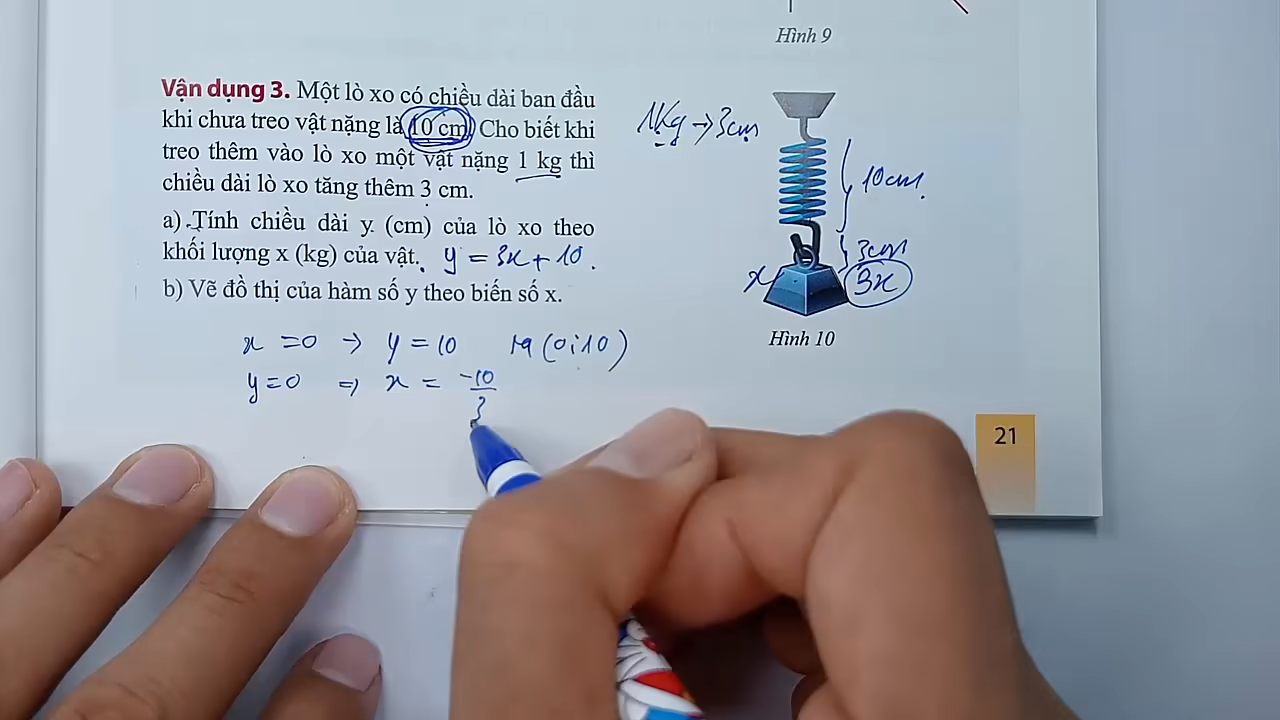 Hình 9
Vận dụng 3. Một lò xo có chiều dài ban đầu
khi chưa treo vật nặng là 10 cm. Cho biết khi
treo thêm vào lò xo một vật nặng 1 kg thì
chiều dài lò xo tăng thêm 3 cm.
a) Tính chiều dài y (cm) của lò xo theo
khối lượng x (kg) của vật. y = 3x + 10.
b) Vẽ đồ thị của hàm số y theo biến số x.
x = 0 → y = 10 M (0;10)
y = 0 ⇒ x = -10/3
1Kg → 3cm
10cm
3cm
x 3x
Hình 10
21